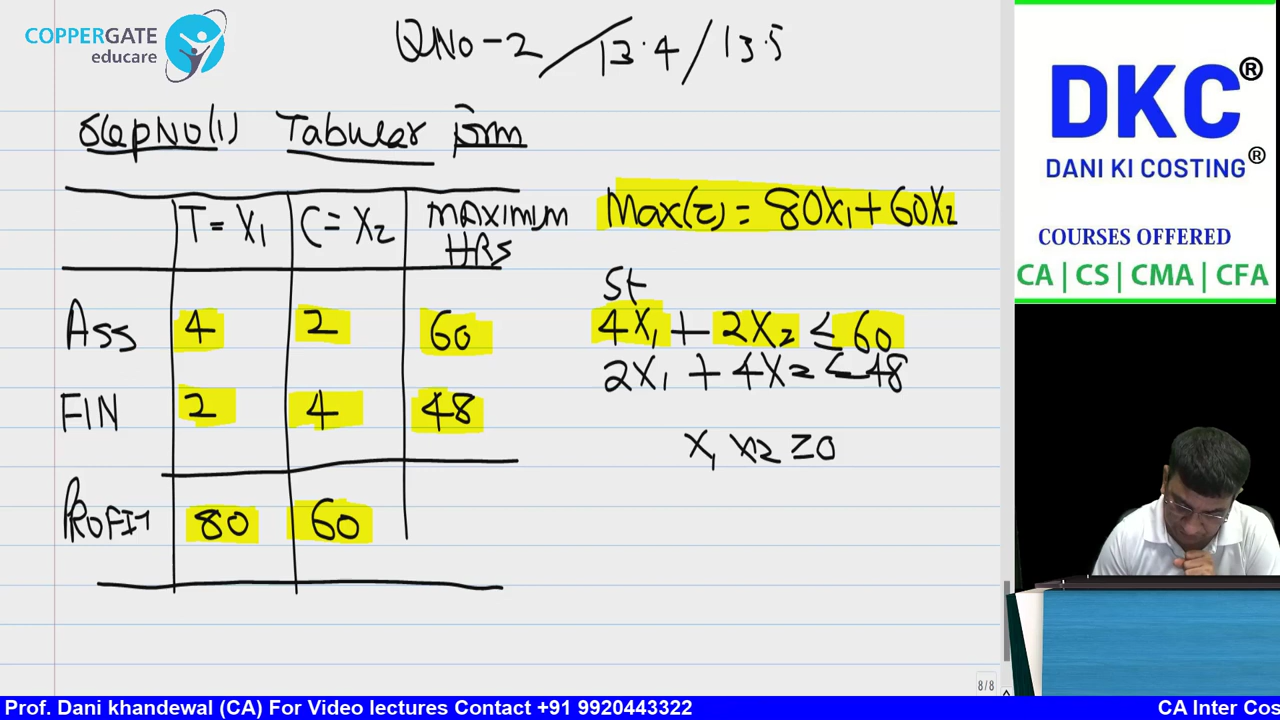 COPPERGATE
educare
QNo-2 / 13.4 / 13.5
StepNo(1) Tabular Form
T = X1 C = X2 MAXIMUM HRS
Ass 4 2 60
FIN 2 4 48
PROFIT 80 60
Max(z) = 80X1 + 60X2
St
4X1 + 2X2 ≤ 60
2X1 + 4X2 ≤ 48
X1 X2 ≥ 0
8/8
DKC®
DANI KI COSTING®
COURSES OFFERED
CA | CS | CMA | CFA
Prof. Dani khandewal (CA) For Video lectures Contact +91 9920443322
CA Inter Cos